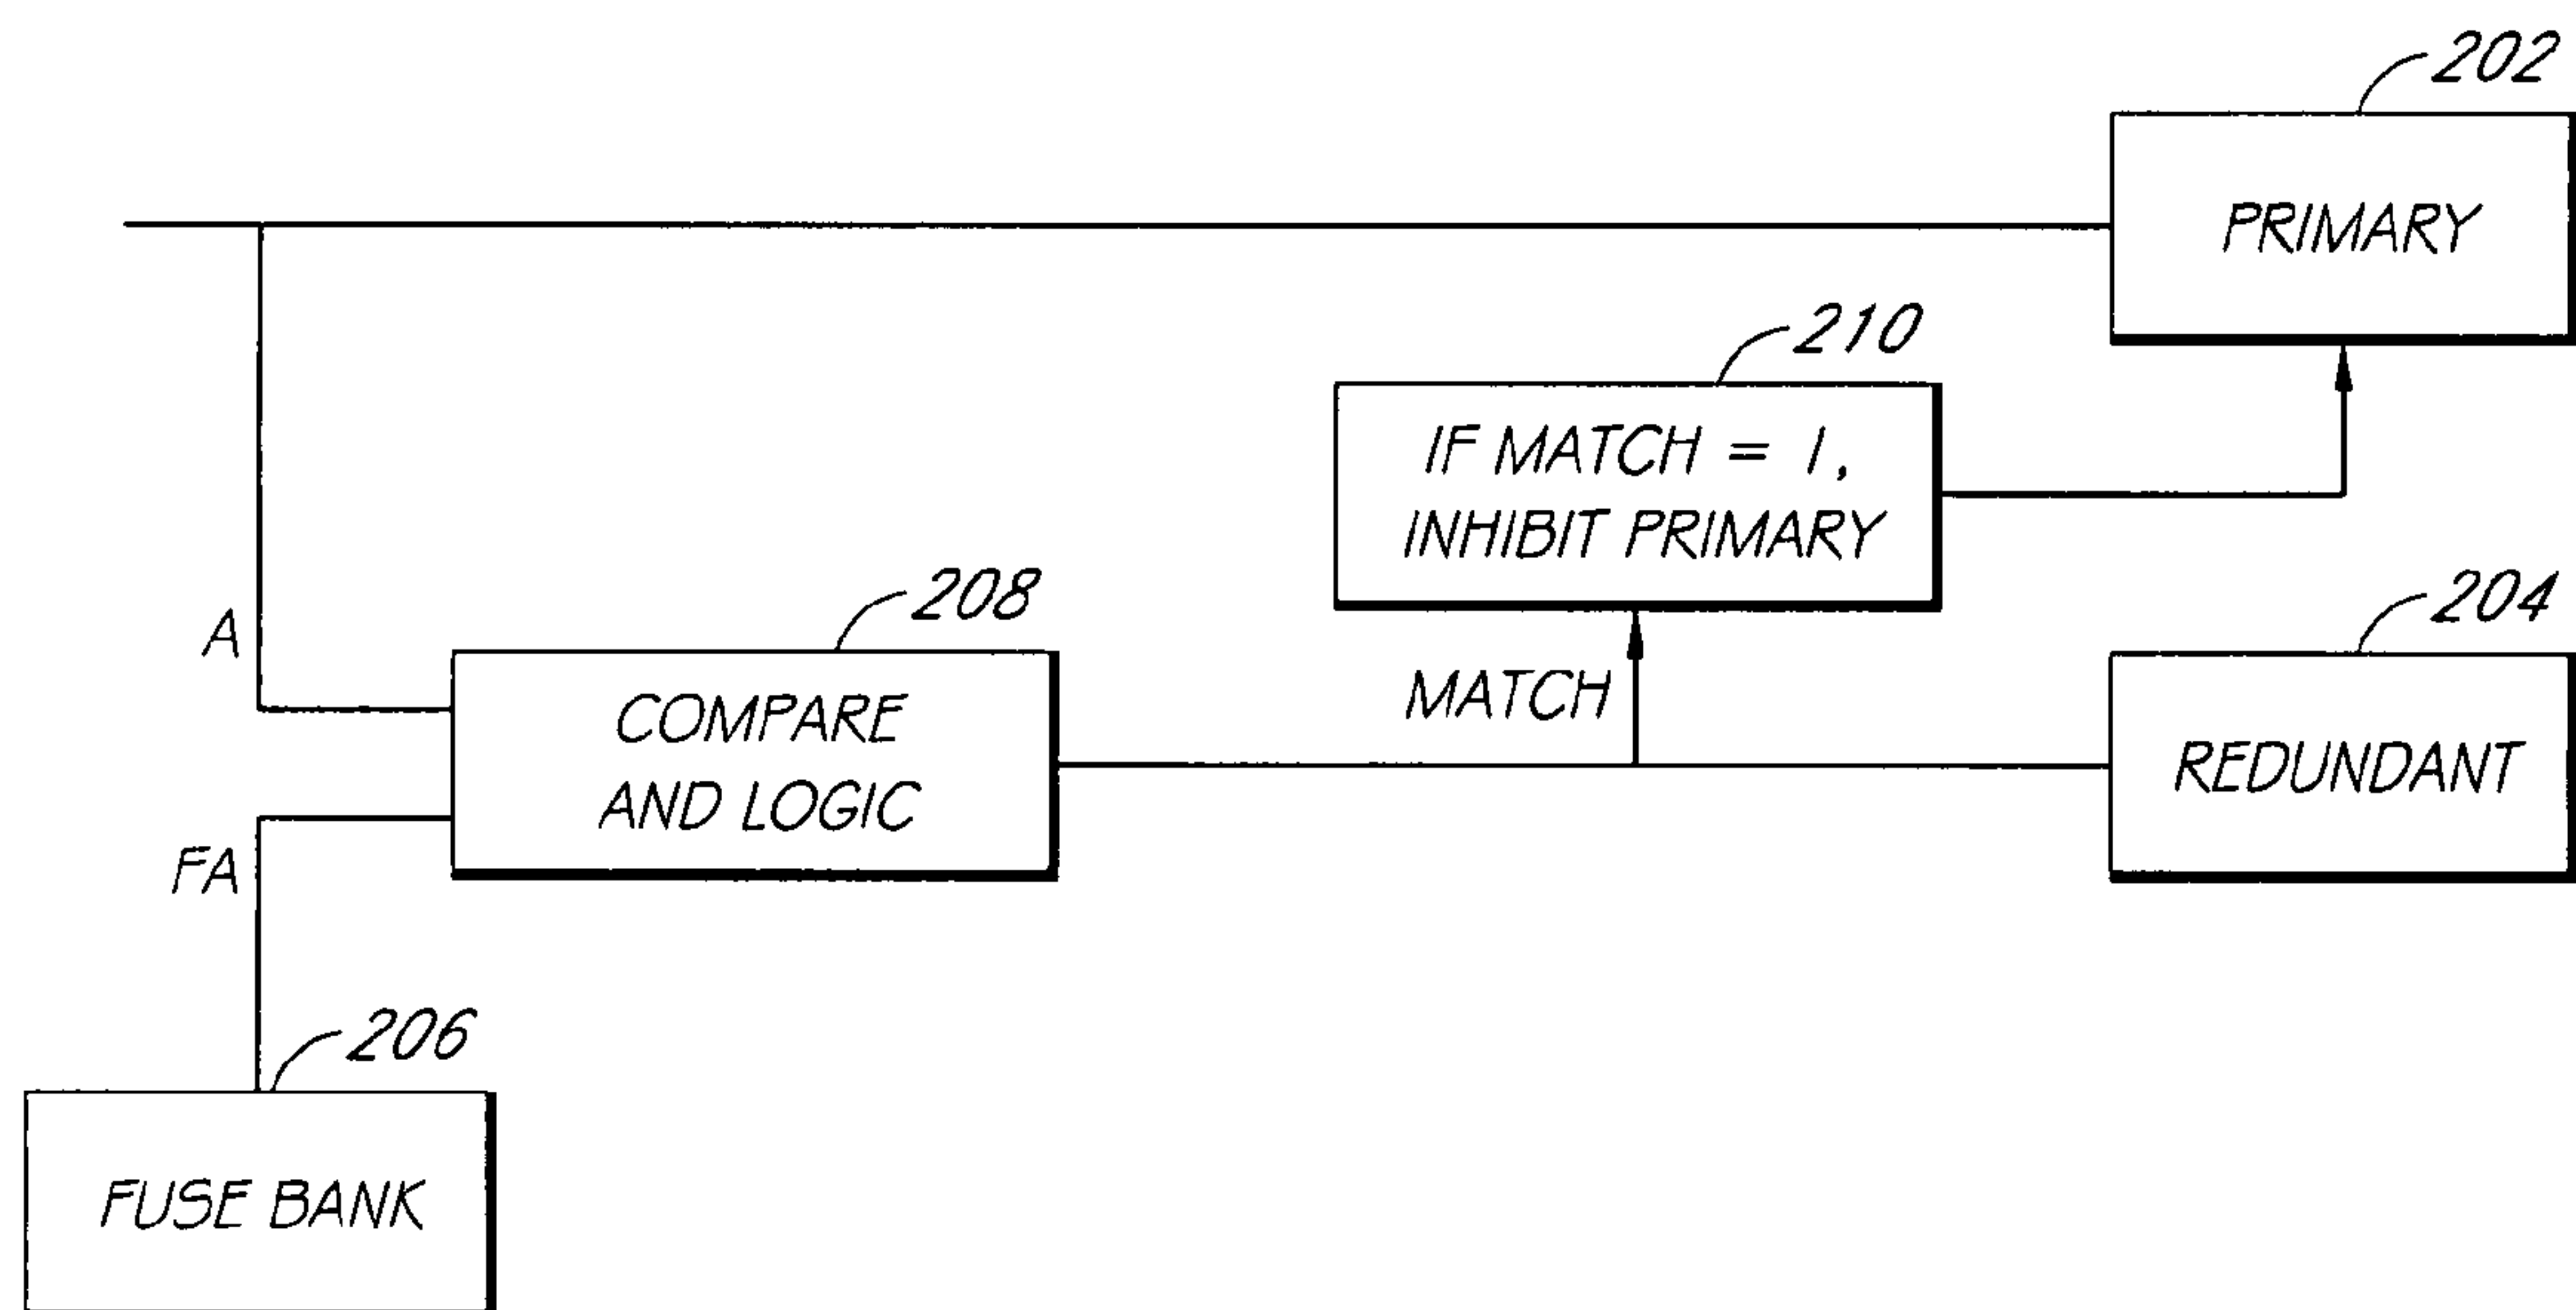 202
PRIMARY
210
IF MATCH = 1,
INHIBIT PRIMARY
A
208
COMPARE
AND LOGIC
MATCH
204
REDUNDANT
FA
206
FUSE BANK